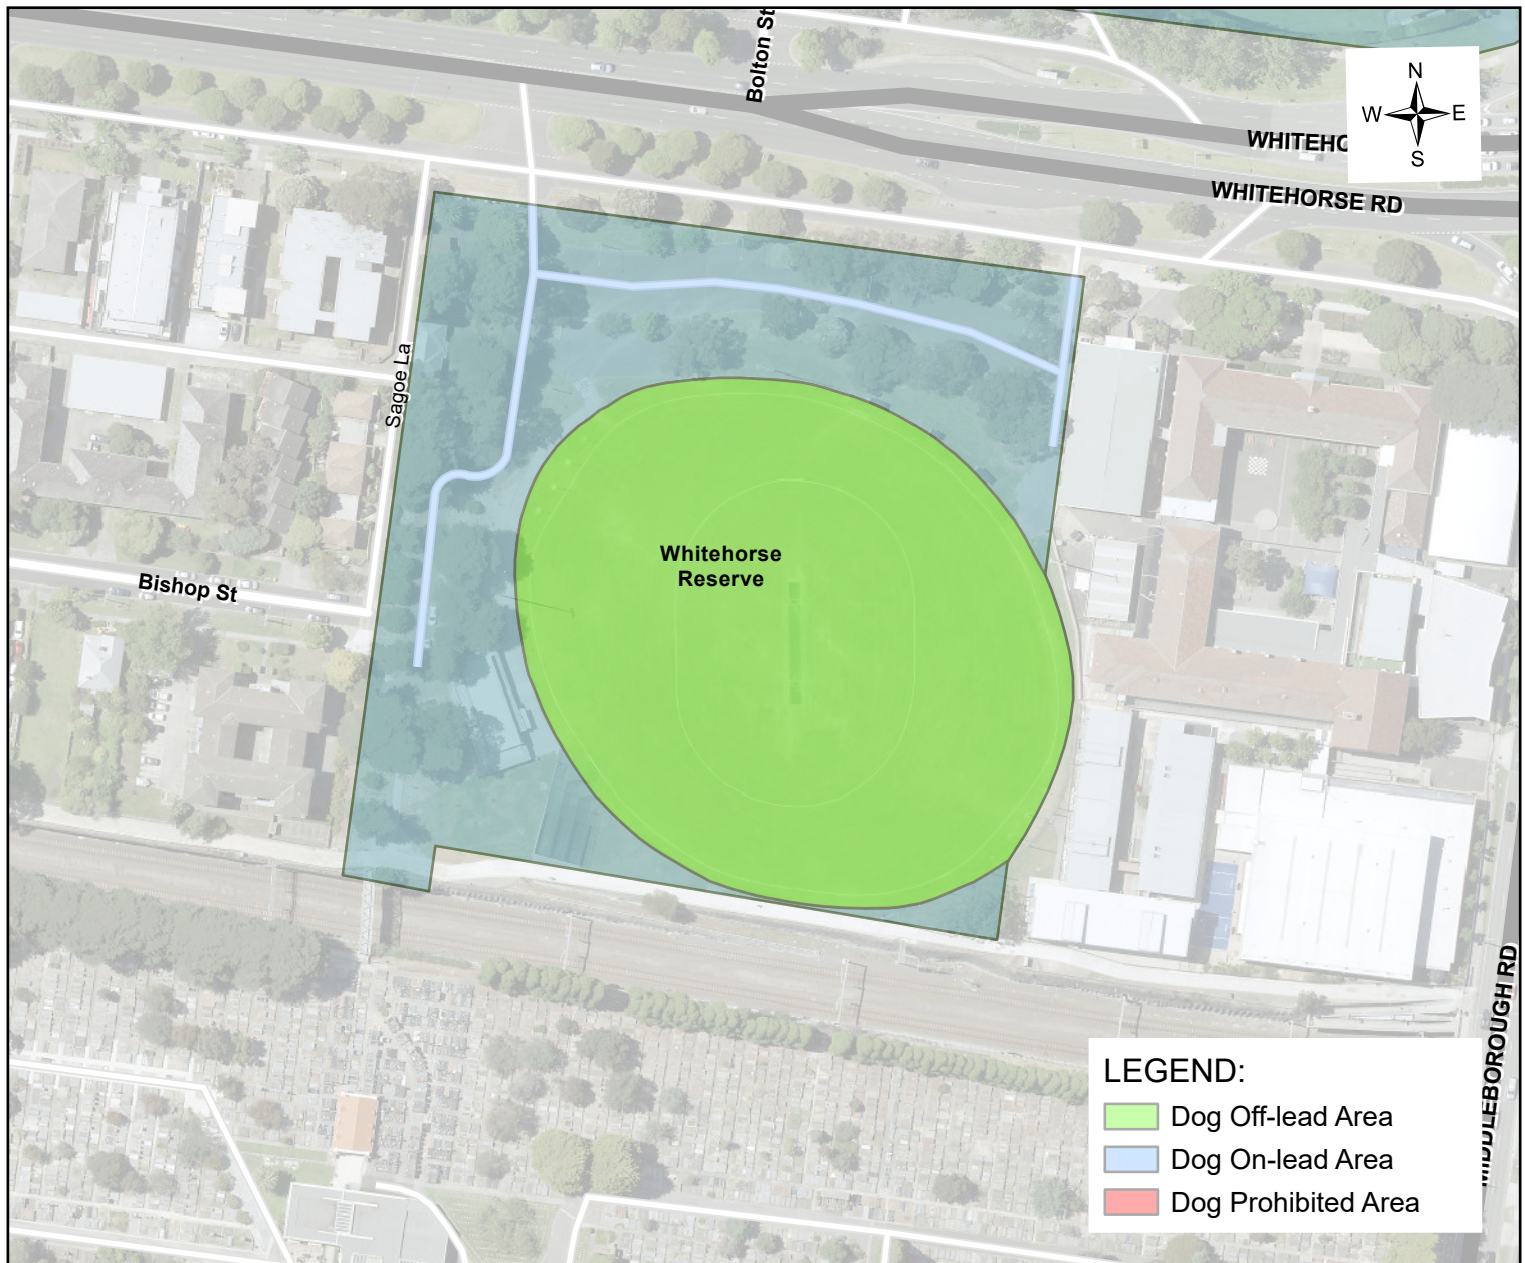 Bolton St
N
W E
S
WHITEHO
WHITEHORSE RD
Sagoe La
Whitehorse
Reserve
Bishop St
MIDDLEBOROUGH RD
LEGEND:
Dog Off-lead Area
Dog On-lead Area
Dog Prohibited Area